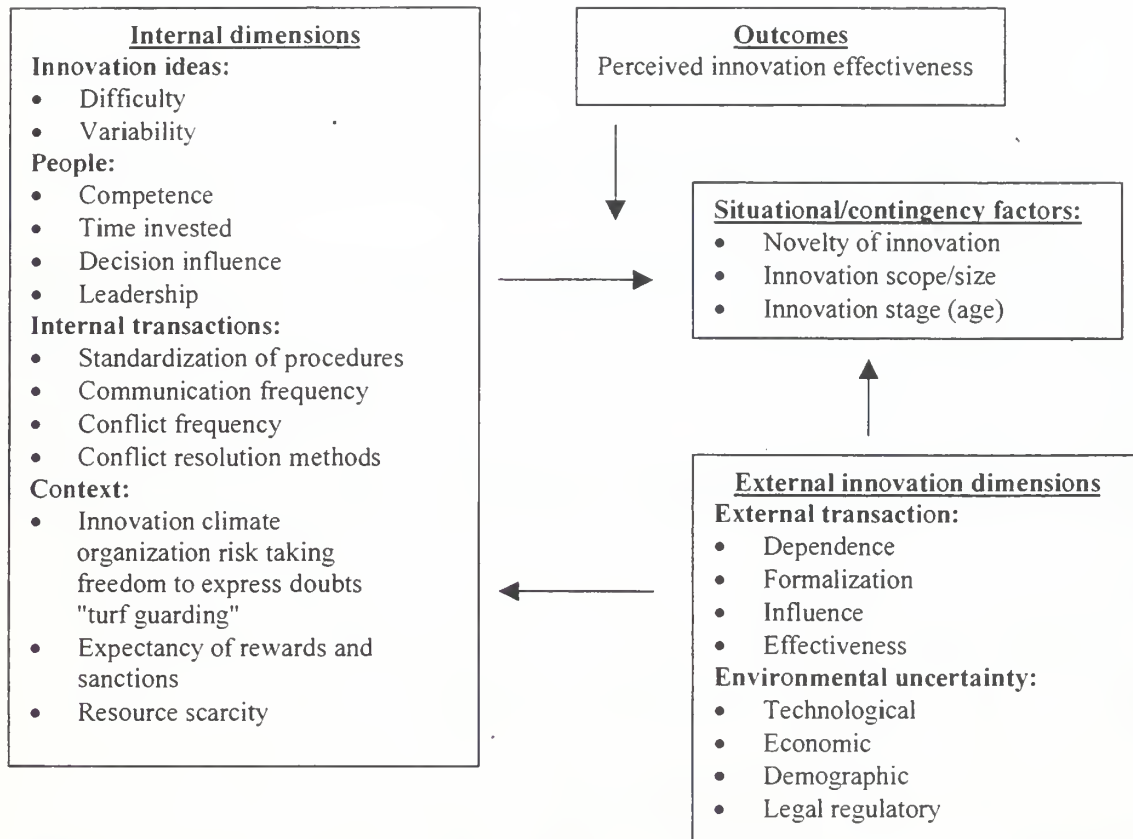 Internal dimensions
Innovation ideas:
• Difficulty
• Variability
People:
• Competence
• Time invested
• Decision influence
• Leadership
Internal transactions:
• Standardization of procedures
• Communication frequency
• Conflict frequency
• Conflict resolution methods
Context:
• Innovation climate
organization risk taking
freedom to express doubts
"turf guarding"
• Expectancy of rewards and
sanctions
• Resource scarcity
Outcomes
Perceived innovation effectiveness
Situational/contingency factors:
• Novelty of innovation
• Innovation scope/size
• Innovation stage (age)
External innovation dimensions
External transaction:
• Dependence
• Formalization
• Influence
• Effectiveness
Environmental uncertainty:
• Technological
• Economic
• Demographic
• Legal regulatory